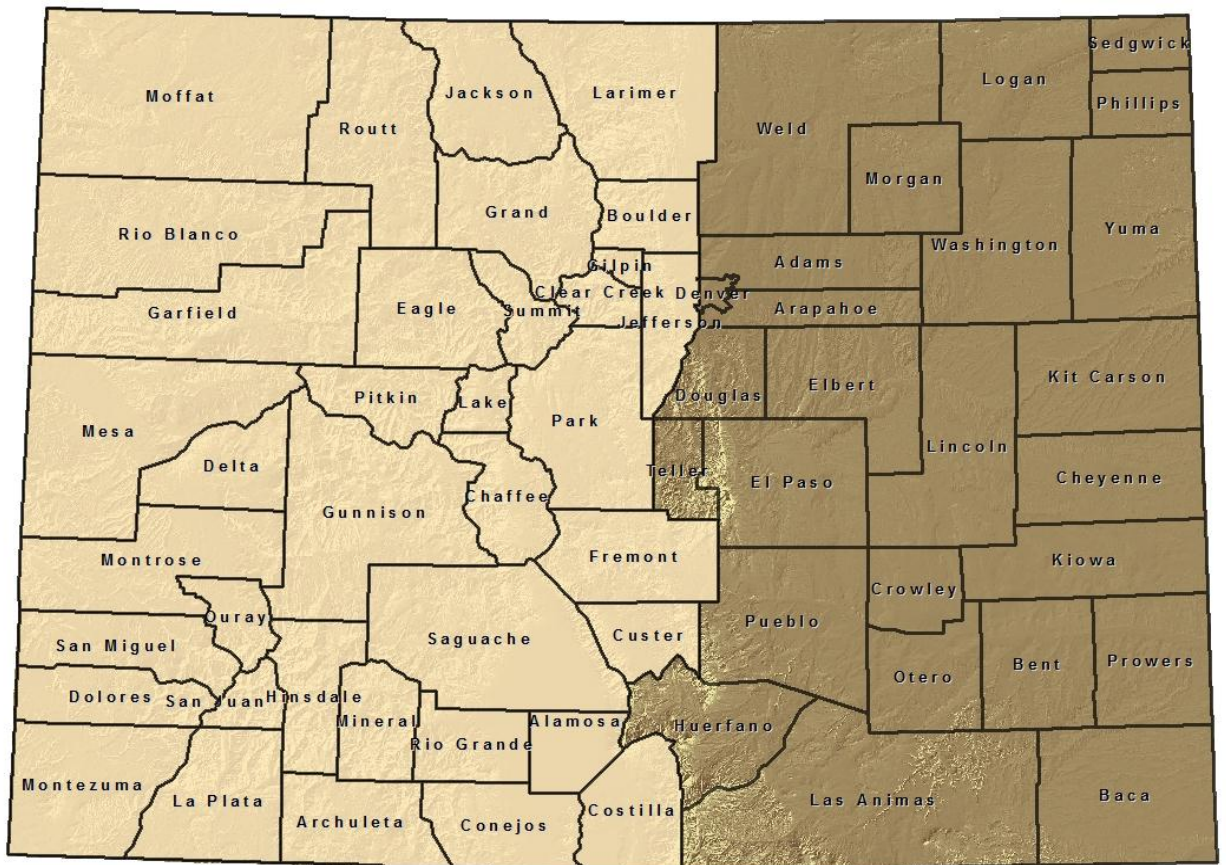 Sedgwick
Logan
Moffat
Jackson
Larimer
Phillips
Routt
Weld
Morgan
Grand
Boulder
Yuma
Rio Blanco
Washington
Gilpin
Adams
Clear Creek
Denver
Garfield
Eagle
Summit
Arapahoe
Jefferson
Kit Carson
Elbert
Pitkin
Lake
Douglas
Park
Mesa
Lincoln
Delta
Teller
Cheyenne
El Paso
Chaffee
Gunnison
Montrose
Fremont
Kiowa
Crowley
Ouray
Pueblo
Saguache
Custer
San Miguel
Bent
Prowers
Otero
Dolores
San Juan
Hinsdale
Mineral
Alamosa
Huerfano
Rio Grande
Montezuma
La Plata
Las Animas
Baca
Costilla
Archuleta
Conejos